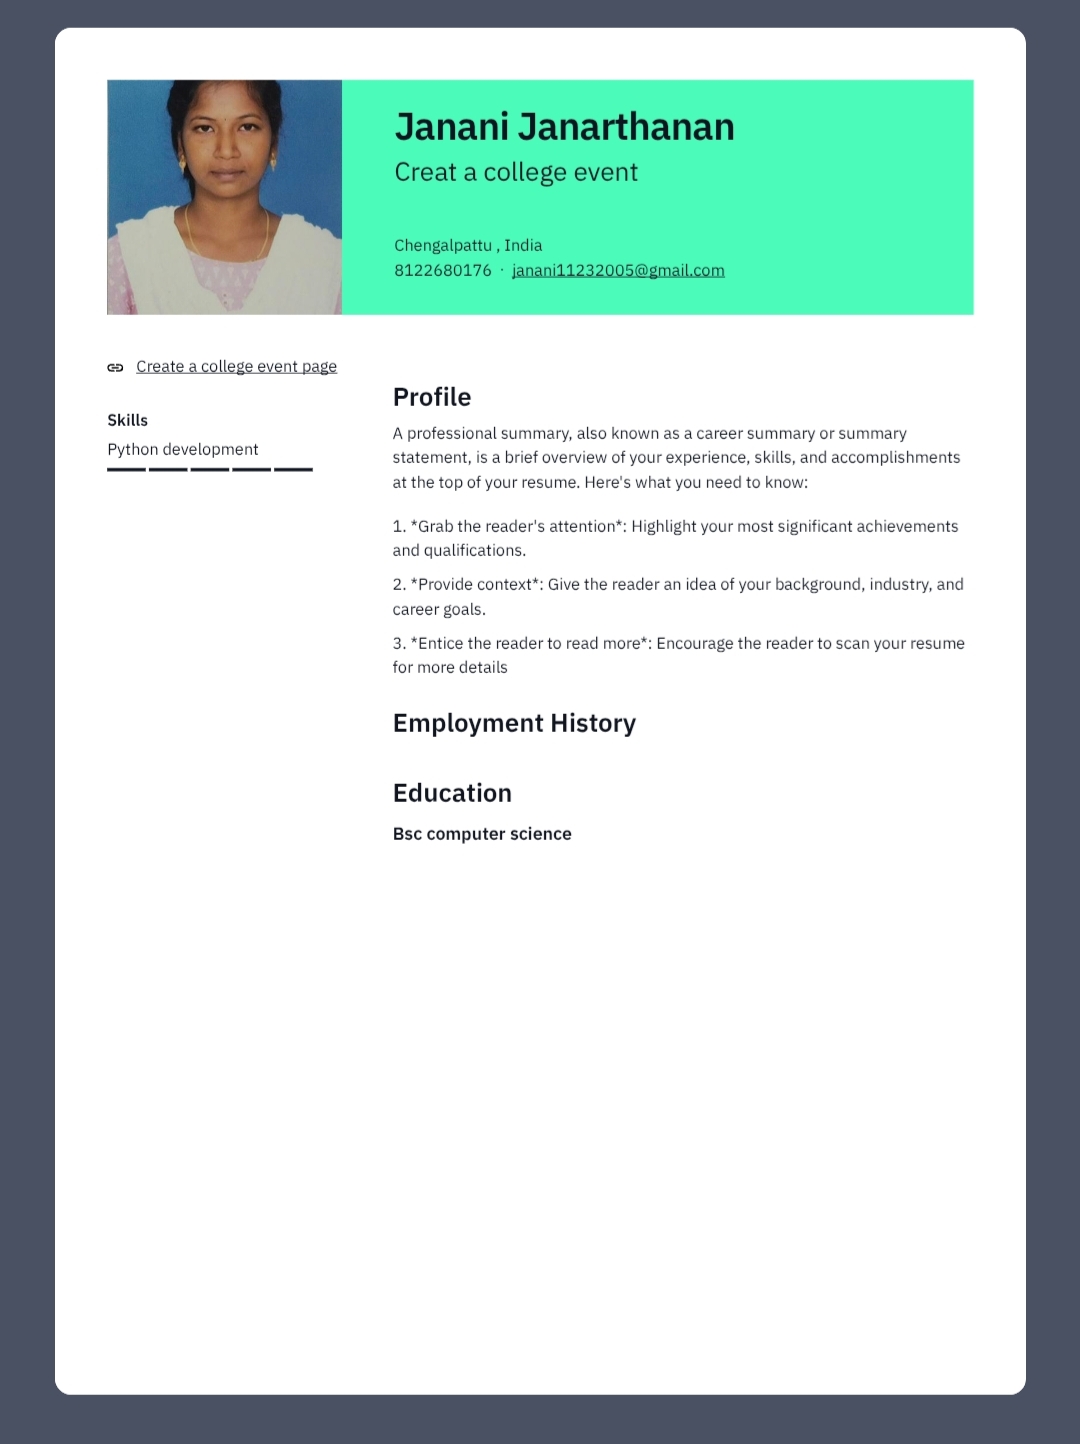 Janani Janarthanan
Creat a college event
Chengalpattu , India
8122680176 · janani11232005@gmail.com
Create a college event page
Skills
Python development
Profile
A professional summary, also known as a career summary or summary
statement, is a brief overview of your experience, skills, and accomplishments
at the top of your resume. Here's what you need to know:
1. *Grab the reader's attention*: Highlight your most significant achievements
and qualifications.
2. *Provide context*: Give the reader an idea of your background, industry, and
career goals.
3. *Entice the reader to read more*: Encourage the reader to scan your resume
for more details
Employment History
Education
Bsc computer science